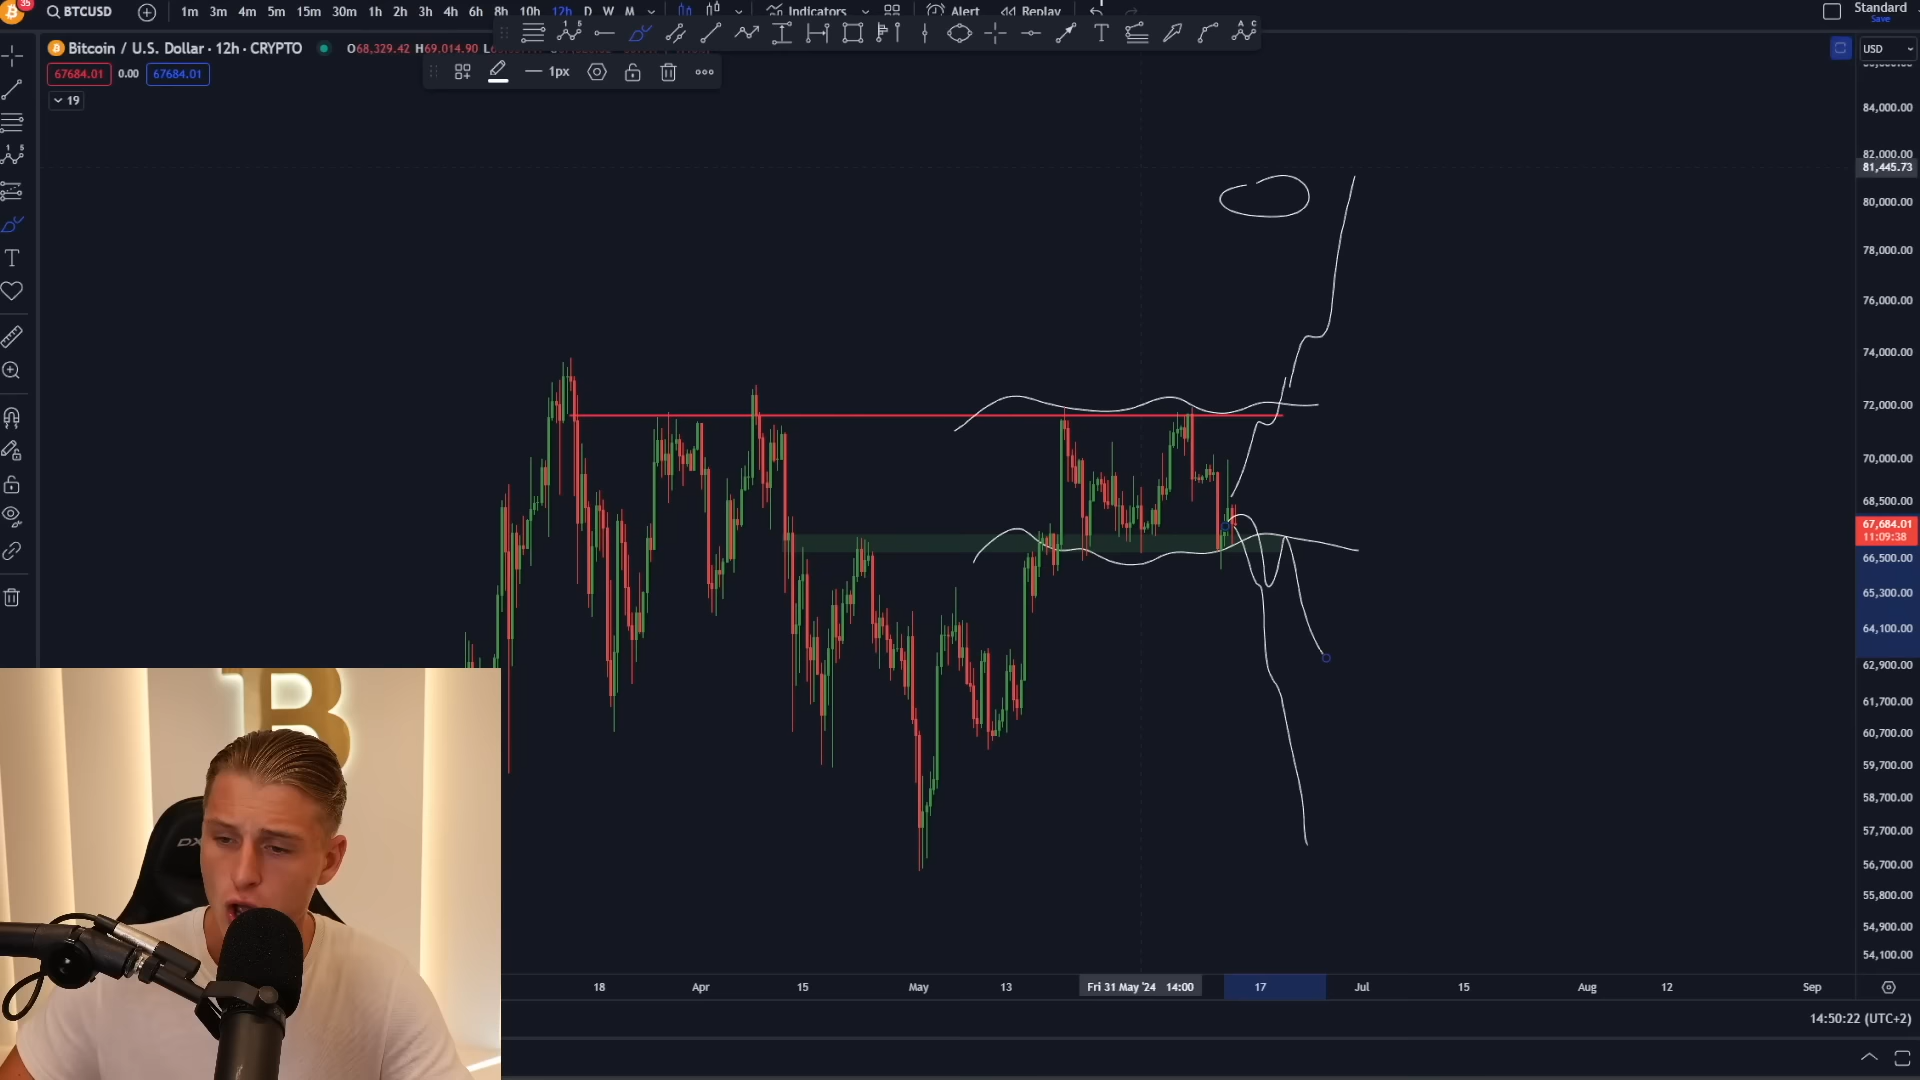 35
BTCUSD
1m 3m 4m 5m 15m 30m 1h 2h 3h 4h 6h 8h 10h 12h D W M
Indicators
Alert
Replay
Standard
Save
Bitcoin / U.S. Dollar · 12h · CRYPTO
O68,329.42 H69,014.90
USD
67684.01 0.00 67684.01
1px
19
84,000.00
82,000.00
81,445.73
80,000.00
78,000.00
76,000.00
74,000.00
72,000.00
70,000.00
68,500.00
67,684.01
11:09:38
66,500.00
65,300.00
64,100.00
62,900.00
61,700.00
60,700.00
59,700.00
58,700.00
57,700.00
56,700.00
55,800.00
54,900.00
54,100.00
B
DX
18 Apr 15 May 13 Fri 31 May '24 14:00 17 Jul 15 Aug 12 Sep
14:50:22 (UTC+2)